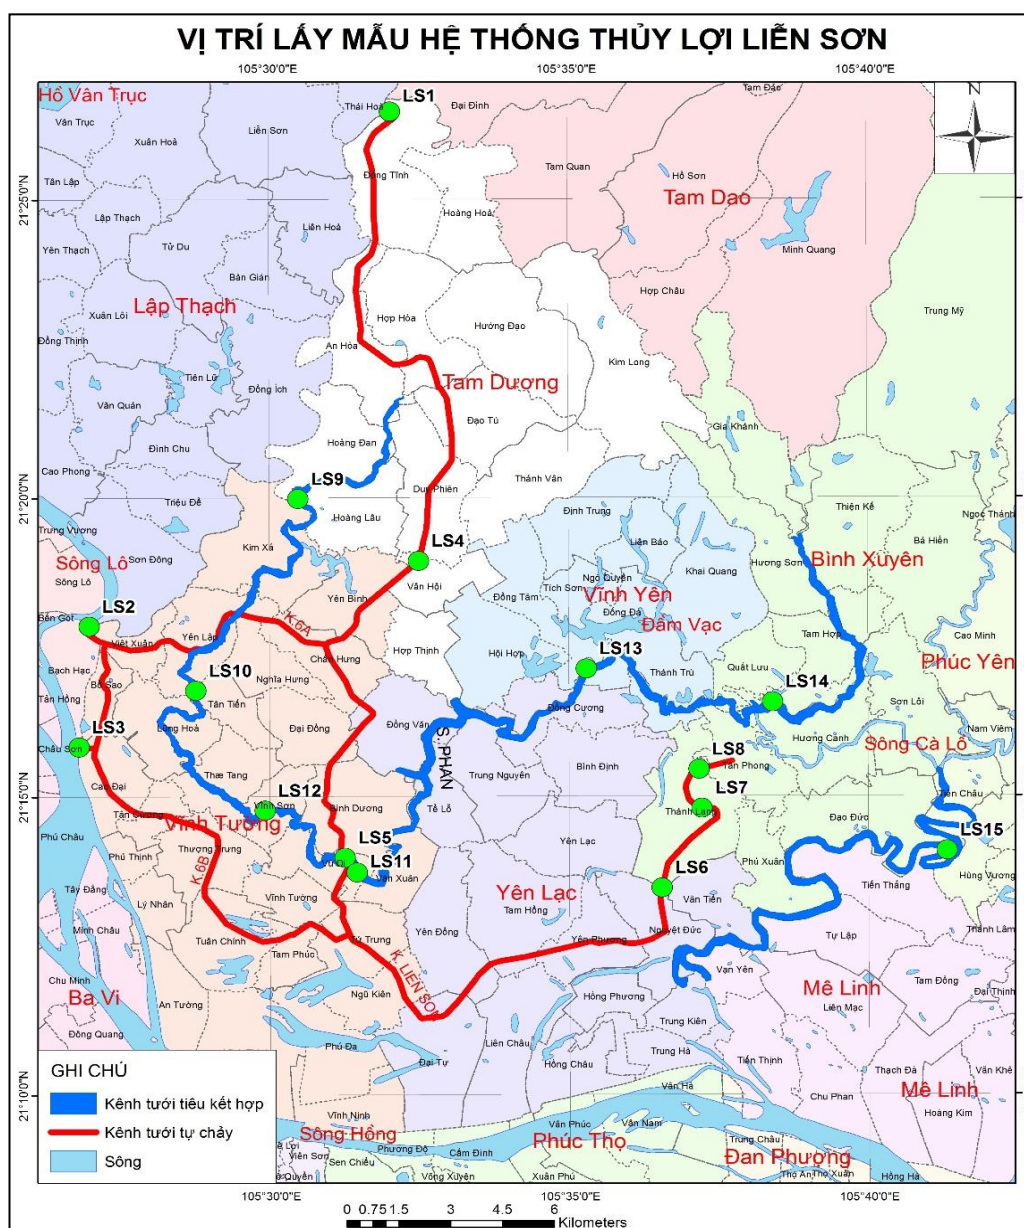 VỊ TRÍ LẤY MẪU HỆ THỐNG THỦY LỢI LIỄN SƠN
105°30'0"E
105°35'0"E
105°40'0"E
Hồ Vân Trục
Thái Hoà
LS1
Đại Đình
Tam Đảo
N
Vân Trục
Liễn Sơn
Xuân Hoà
Đồng Tĩnh
Tam Quan
Hồ Sơn
Tân Lập
21°25'0"N
Tam Dao
Lập Thạch
Liên Hoà
Hoàng Hoa
Yên Thạch
Tử Du
Minh Quang
Bàn Giản
Hợp Châu
Lập Thạch
Trung Mỹ
Xuân Lôi
Hợp Hòa
Hướng Đạo
Đồng Thịnh
An Hòa
Kim Long
Tiên Lữ
Tam Dương
Đồng ích
Văn Quán
Đạo Tú
Gia Khánh
Hoàng Đan
Đình Chu
Cao Phong
Thanh Vân
LS9
Duy Phiên
Triệu Đề
21°20'0"N
Thiện Kế
Định Trung
Ngọc Thanh
Trưng Vương
Hoàng Lâu
Bá Hiến
Liên Bảo
Kim Xá
LS4
Sông Lô
Sơn Đông
Hương Sơn
Bình Xuyên
Khai Quang
Sông Lô
Vân Hội
Ngô Quyền
Tích Sơn
Yên Bình
Đồng Tâm
Vĩnh Yên
LS2
Đống Đa
Bến Gót
K.6A
Đầm Vạc
Tam Hợp
Việt Xuân
Yên Lập
Cao Minh
Chấn Hưng
Hợp Thịnh
Hội Hợp
LS13
Phúc Yên
Bạch Hạc
Quất Lưu
Thanh Trù
Nghĩa Hưng
LS10
Bồ Sao
LS14
Tân Hồng
Tân Tiến
Sơn Lôi
Đồng Cương
Đồng Văn
Nam Viêm
LS3
Lũng Hoà
Đại Đồng
Hương Canh
S. PHAN
Sông Cà Lồ
Châu Sơn
LS8
Tân Phong
Trung Nguyên
Bình Định
Thæ Tang
Cao Đại
Tiền Châu
21°15'0"N
LS12
LS7
Vĩnh Sơn
Bình Dương
Tề Lỗ
Thanh Lãng
Phú Châu
Tân Cương
Đạo Đức
Vĩnh Tường
Yên Lạc
LS15
Thượng Trưng
LS5
Phú Thịnh
Phú Xuân
LS11
Tây Đằng
K.6B
Vũ Di
Hùng Vương
Vân Xuân
Tiến Thắng
LS6
Lý Nhân
Yên Lạc
Vĩnh Tường
Văn Tiến
Tam Hồng
Minh Châu
Thanh Lâm
Nguyệt Đức
Yên Đồng
Tự Lập
Tuân Chính
Tứ Trưng
Yên Phương
Tam Phúc
Vạn Yên
Chu Minh
K. LIEN SON
Tam Đồng
Mê Linh
Đại Thịnh
Ba Vi
Ngũ Kiên
Hồng Phương
An Tường
Liên Mạc
Trung Kiên
Đông Quang
Phú Đa
Liên Châu
Trung Hà
Đại Tự
Hồng Châu
Tiến Thịnh
Thạch Đà
Văn Khê
21°10'0"N
Vân Hà
Mê Linh
Chu Phan
Hoàng Kim
Vĩnh Ninh
Vân Phúc
Vân Nam
Sông Hồng
Phúc Thọ
Trung Châu
Phương Độ
Cẩm Đình
Đan Phượng
Viên Sơn
Sen Chiểu
Thọ An
Thọ Xuân
Hồng Hà
Võng Xuyên
Xuân Phú
GHI CHÚ
Kênh tưới tiêu kết hợp
Kênh tưới tự chảy
Sông
105°30'0"E
105°35'0"E
105°40'0"E
0 0.75 1.5 3 4.5 6
Kilometers